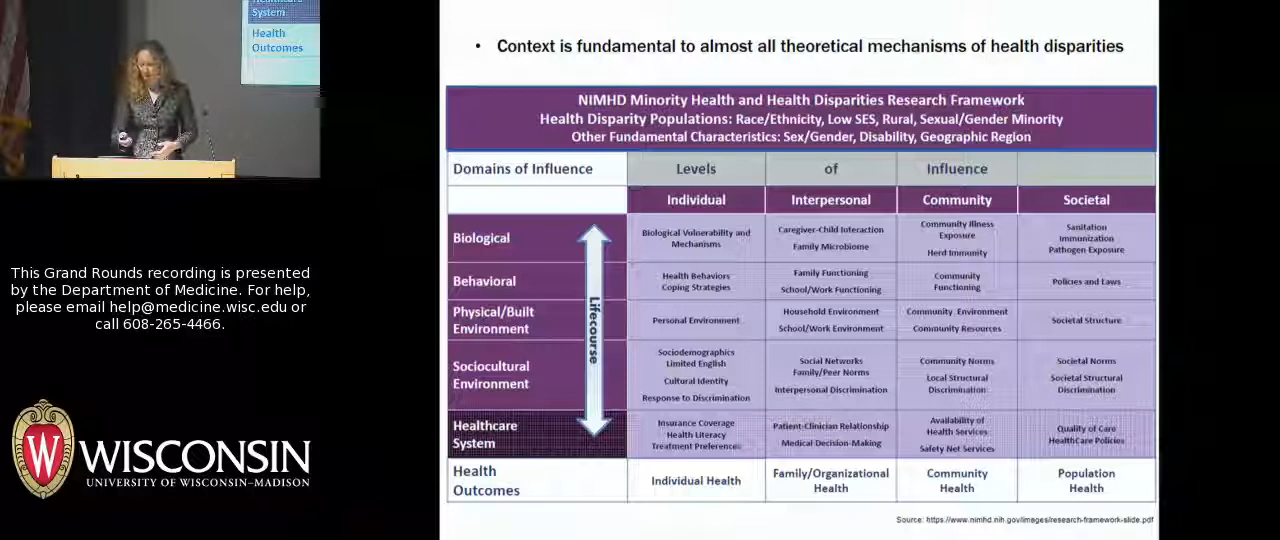 System
Health
Outcomes
This Grand Rounds recording is presented
by the Department of Medicine. For help,
please email help@medicine.wisc.edu or
call 608-265-4466.
W
WISCONSIN
UNIVERSITY OF WISCONSIN–MADISON
• Context is fundamental to almost all theoretical mechanisms of health disparities
NIMHD Minority Health and Health Disparities Research Framework
Health Disparity Populations: Race/Ethnicity, Low SES, Rural, Sexual/Gender Minority
Other Fundamental Characteristics: Sex/Gender, Disability, Geographic Region
Domains of Influence Levels of Influence
Individual Interpersonal Community Societal
Biological
Biological Vulnerability and
Mechanisms
Caregiver-Child Interaction
Family Microbiome
Community Illness
Exposure
Herd Immunity
Sanitation
Immunization
Pathogen Exposure
Behavioral
Health Behaviors
Coping Strategies
Family Functioning
School/Work Functioning
Community
Functioning
Policies and Laws
Physical/Built
Environment
Personal Environment
Household Environment
School/Work Environment
Community Environment
Community Resources
Societal Structure
Sociocultural
Environment
Sociodemographics
Limited English
Cultural Identity
Response to Discrimination
Social Networks
Family/Peer Norms
Interpersonal Discrimination
Community Norms
Local Structural
Discrimination
Societal Norms
Societal Structural
Discrimination
Healthcare
System
Insurance Coverage
Health Literacy
Treatment Preferences
Patient-Clinician Relationship
Medical Decision-Making
Availability of
Health Services
Safety Net Services
Quality of Care
HealthCare Policies
Lifecourse
Health
Outcomes
Individual Health
Family/Organizational
Health
Community
Health
Population
Health
Source: https://www.nimhd.nih.gov/images/research-framework-slide.pdf